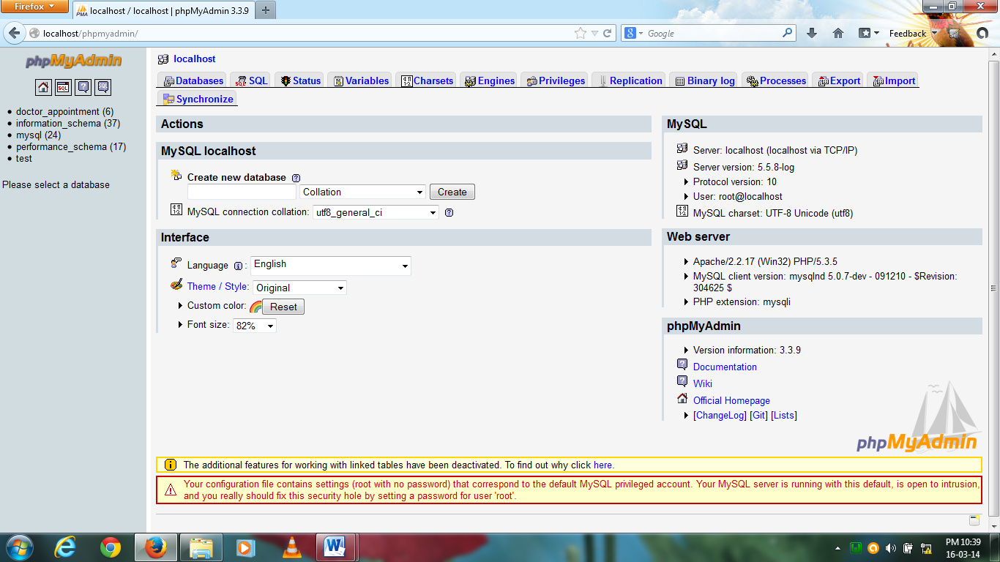 Firefox
localhost / localhost | phpMyAdmin 3.3.9
localhost/phpmyadmin/
Google
Feedback
phpMyAdmin
doctor_appointment (6)
information_schema (37)
mysql (24)
performance_schema (17)
test
Please select a database
localhost
Databases SQL Status Variables Charsets Engines Privileges Replication Binary log Processes Export Import
Synchronize
Actions
MySQL localhost
Create new database
Collation Create
MySQL connection collation: utf8_general_ci
Interface
Language : English
Theme / Style: Original
Custom color: Reset
Font size: 82%
MySQL
Server: localhost (localhost via TCP/IP)
Server version: 5.5.8-log
Protocol version: 10
User: root@localhost
MySQL charset: UTF-8 Unicode (utf8)
Web server
Apache/2.2.17 (Win32) PHP/5.3.5
MySQL client version: mysqlnd 5.0.7-dev - 091210 - $Revision:
304625 $
PHP extension: mysqli
phpMyAdmin
Version information: 3.3.9
Documentation
Wiki
Official Homepage
[ChangeLog] [Git] [Lists]
phpMyAdmin
The additional features for working with linked tables have been deactivated. To find out why click here.
Your configuration file contains settings (root with no password) that correspond to the default MySQL privileged account. Your MySQL server is running with this default, is open to intrusion,
and you really should fix this security hole by setting a password for user 'root'.
PM 10:39
16-03-14